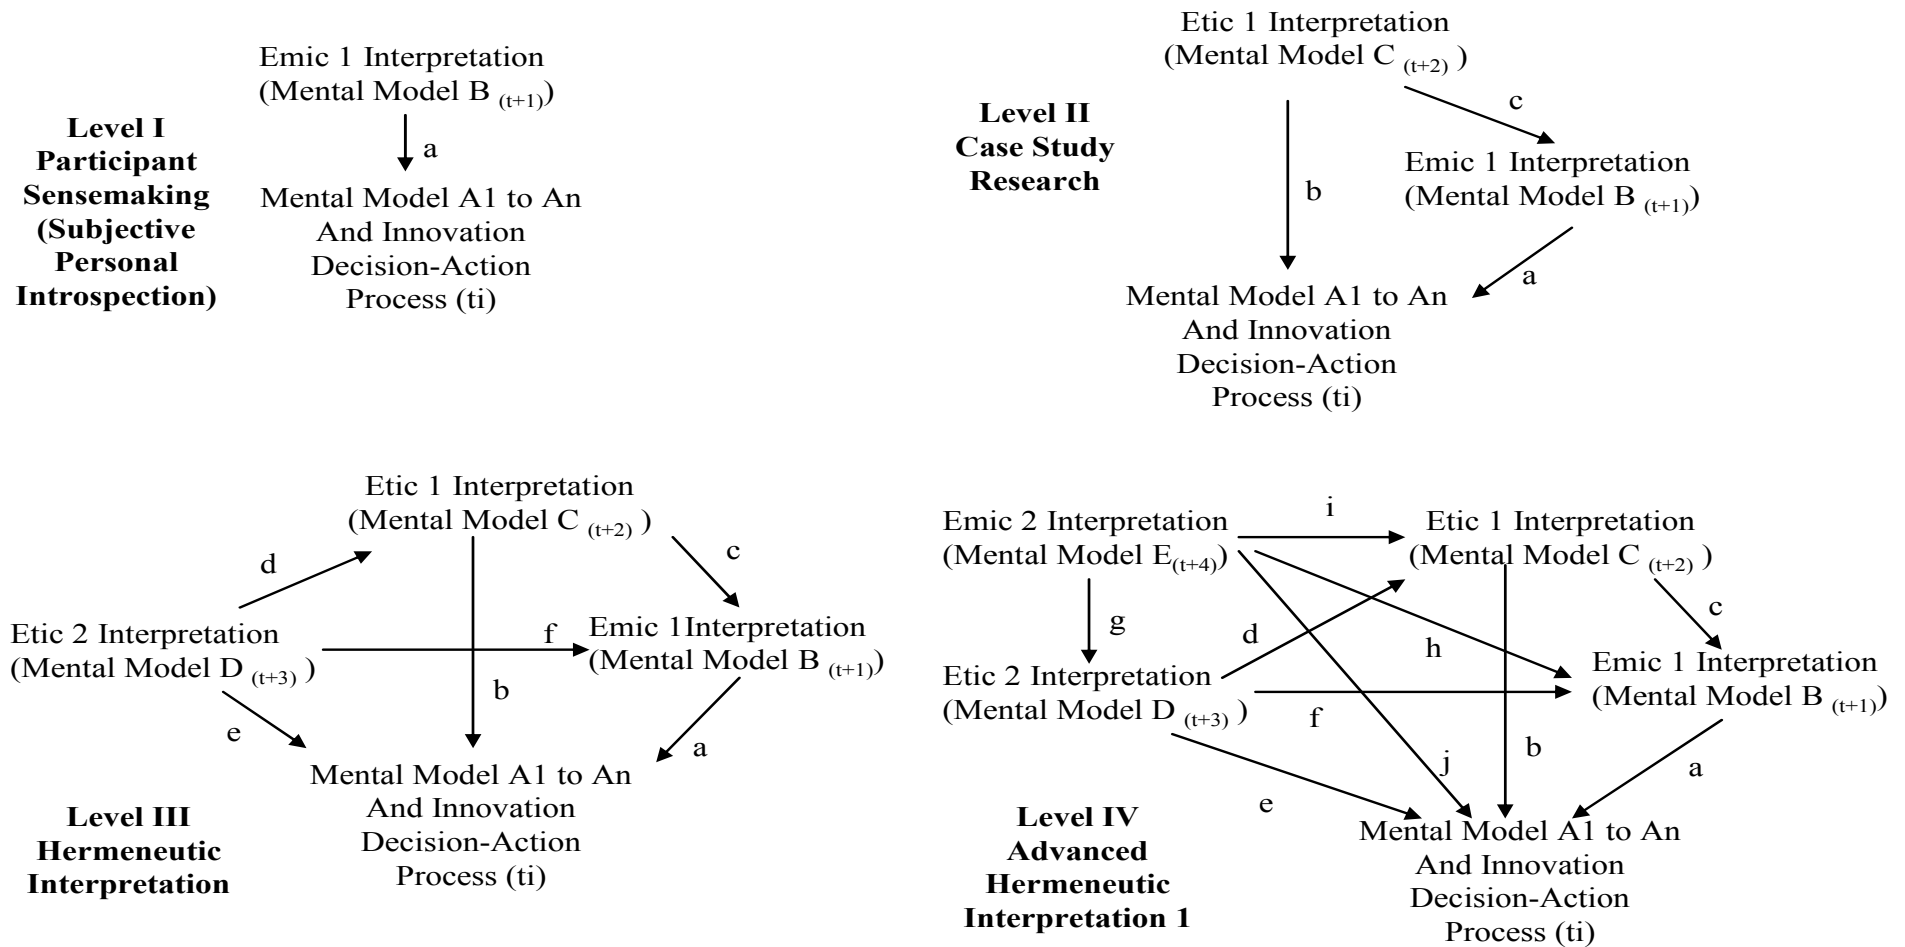 Emic 1 Interpretation
(Mental Model B (t+1))
a
Level I
Participant
Sensemaking
(Subjective
Personal
Introspection)
Mental Model A1 to An
And Innovation
Decision-Action
Process (ti)
Etic 1 Interpretation
(Mental Model C (t+2) )
c
Level II
Case Study
Research
b
Emic 1 Interpretation
(Mental Model B (t+1))
a
Mental Model A1 to An
And Innovation
Decision-Action
Process (ti)
Etic 1 Interpretation
(Mental Model C (t+2) )
d
c
Etic 2 Interpretation
(Mental Model D (t+3) )
f
Emic 1Interpretation
(Mental Model B (t+1))
b
e
a
Mental Model A1 to An
And Innovation
Decision-Action
Process (ti)
Level III
Hermeneutic
Interpretation
Emic 2 Interpretation
(Mental Model E(t+4))
i
Etic 1 Interpretation
(Mental Model C (t+2) )
g
d
h
c
Etic 2 Interpretation
(Mental Model D (t+3) )
f
Emic 1 Interpretation
(Mental Model B (t+1))
e
j
b
a
Level IV
Advanced
Hermeneutic
Interpretation 1
Mental Model A1 to An
And Innovation
Decision-Action
Process (ti)